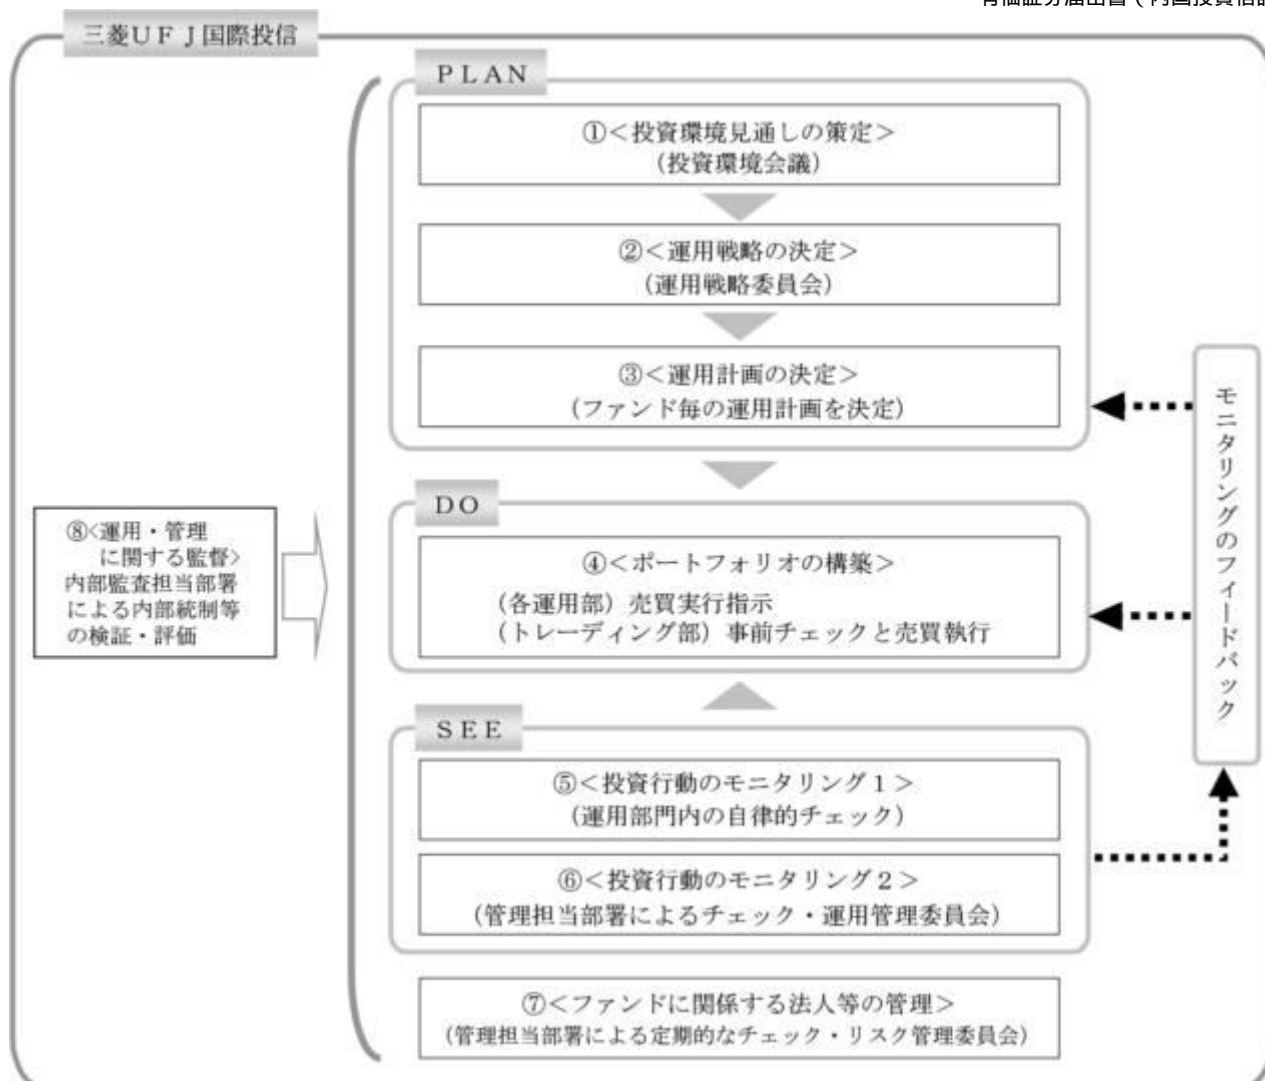 有価証券届出書（内国投資信託
三菱ＵＦＪ国際投信
ＰＬＡＮ
①＜投資環境見通しの策定＞
（投資環境会議）
②＜運用戦略の決定＞
（運用戦略委員会）
③＜運用計画の決定＞
（ファンド毎の運用計画を決定）
ＤＯ
④＜ポートフォリオの構築＞
（各運用部）売買実行指示
（トレーディング部）事前チェックと売買執行
ＳＥＥ
⑤＜投資行動のモニタリング１＞
（運用部門内の自律的チェック）
⑥＜投資行動のモニタリング２＞
（管理担当部署によるチェック・運用管理委員会）
⑦＜ファンドに関係する法人等の管理＞
（管理担当部署による定期的なチェック・リスク管理委員会）
⑧＜運用・管理
に関する監督＞
内部監査担当部署
による内部統制等
の検証・評価
モニタリングのフィードバック